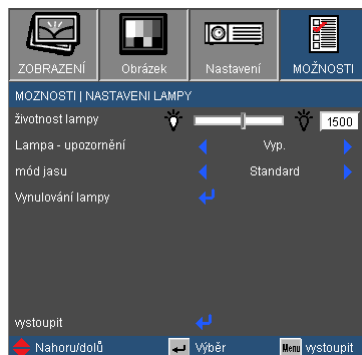 ZOBRAZENÍ Obrázek Nastavení MOŽNOSTI
MOZNOSTI | NASTAVENI LAMPY
životnost lampy 1500
Lampa - upozornění Vyp.
mód jasu Standard
Vynulování lampy
vystoupit
Nahoru/dolů Výběr Menu vystoupit